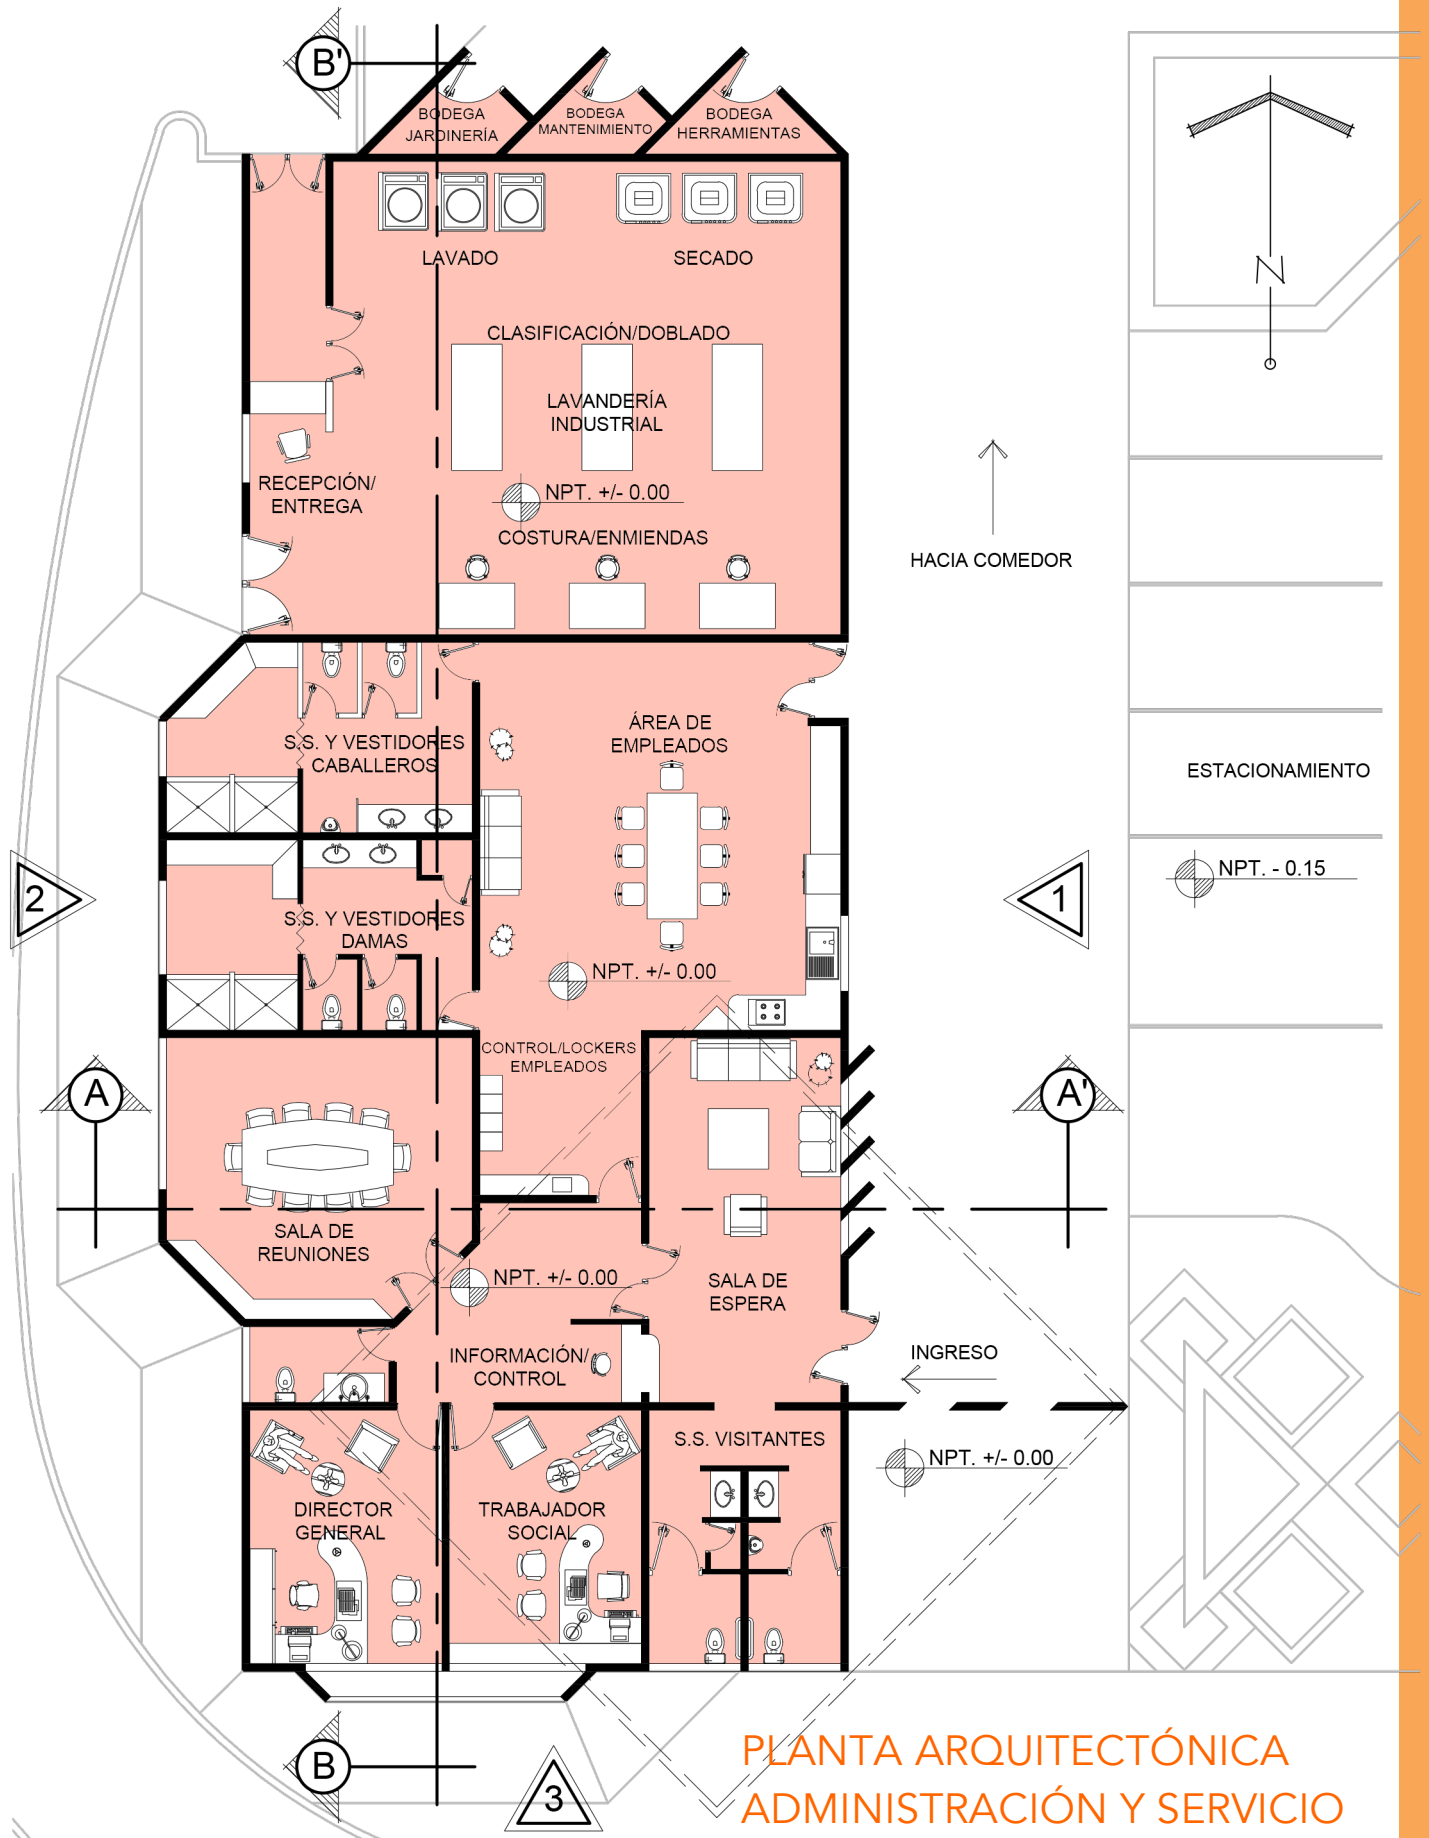 B'
BODEGA
JARDINERÍA
BODEGA
MANTENIMIENTO
BODEGA
HERRAMIENTAS
LAVADO
SECADO
N
CLASIFICACIÓN/DOBLADO
LAVANDERÍA
INDUSTRIAL
RECEPCIÓN/
ENTREGA
NPT. +/- 0.00
COSTURA/ENMIENDAS
HACIA COMEDOR
S.S. Y VESTIDORES
CABALLEROS
ÁREA DE
EMPLEADOS
ESTACIONAMIENTO
NPT. - 0.15
2
1
S.S. Y VESTIDORES
DAMAS
NPT. +/- 0.00
CONTROL/LOCKERS
EMPLEADOS
A
A'
SALA DE
REUNIONES
NPT. +/- 0.00
SALA DE
ESPERA
INFORMACIÓN/
CONTROL
INGRESO
S.S. VISITANTES
NPT. +/- 0.00
DIRECTOR
GENERAL
TRABAJADOR
SOCIAL
B
3
PLANTA ARQUITECTÓNICA
ADMINISTRACIÓN Y SERVICIO